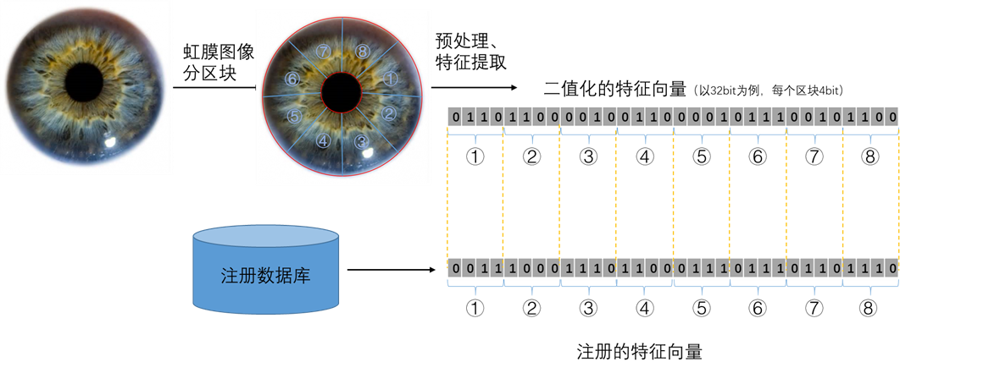 虹膜图像
分区块
⑦ ⑧
⑥ ①
⑤ ②
④ ③
预处理、
特征提取
二值化的特征向量（以32bit为例，每个区块4bit）
0 1 1 0 1 1 0 0 0 0 1 0 0 1 1 0 0 0 0 1 0 1 1 1 0 0 1 0 1 1 0 0
① ② ③ ④ ⑤ ⑥ ⑦ ⑧
注册数据库
0 0 1 1 1 0 0 0 1 1 1 0 1 1 0 0 0 1 1 1 0 1 1 1 0 1 1 0 1 1 1 0
① ② ③ ④ ⑤ ⑥ ⑦ ⑧
注册的特征向量